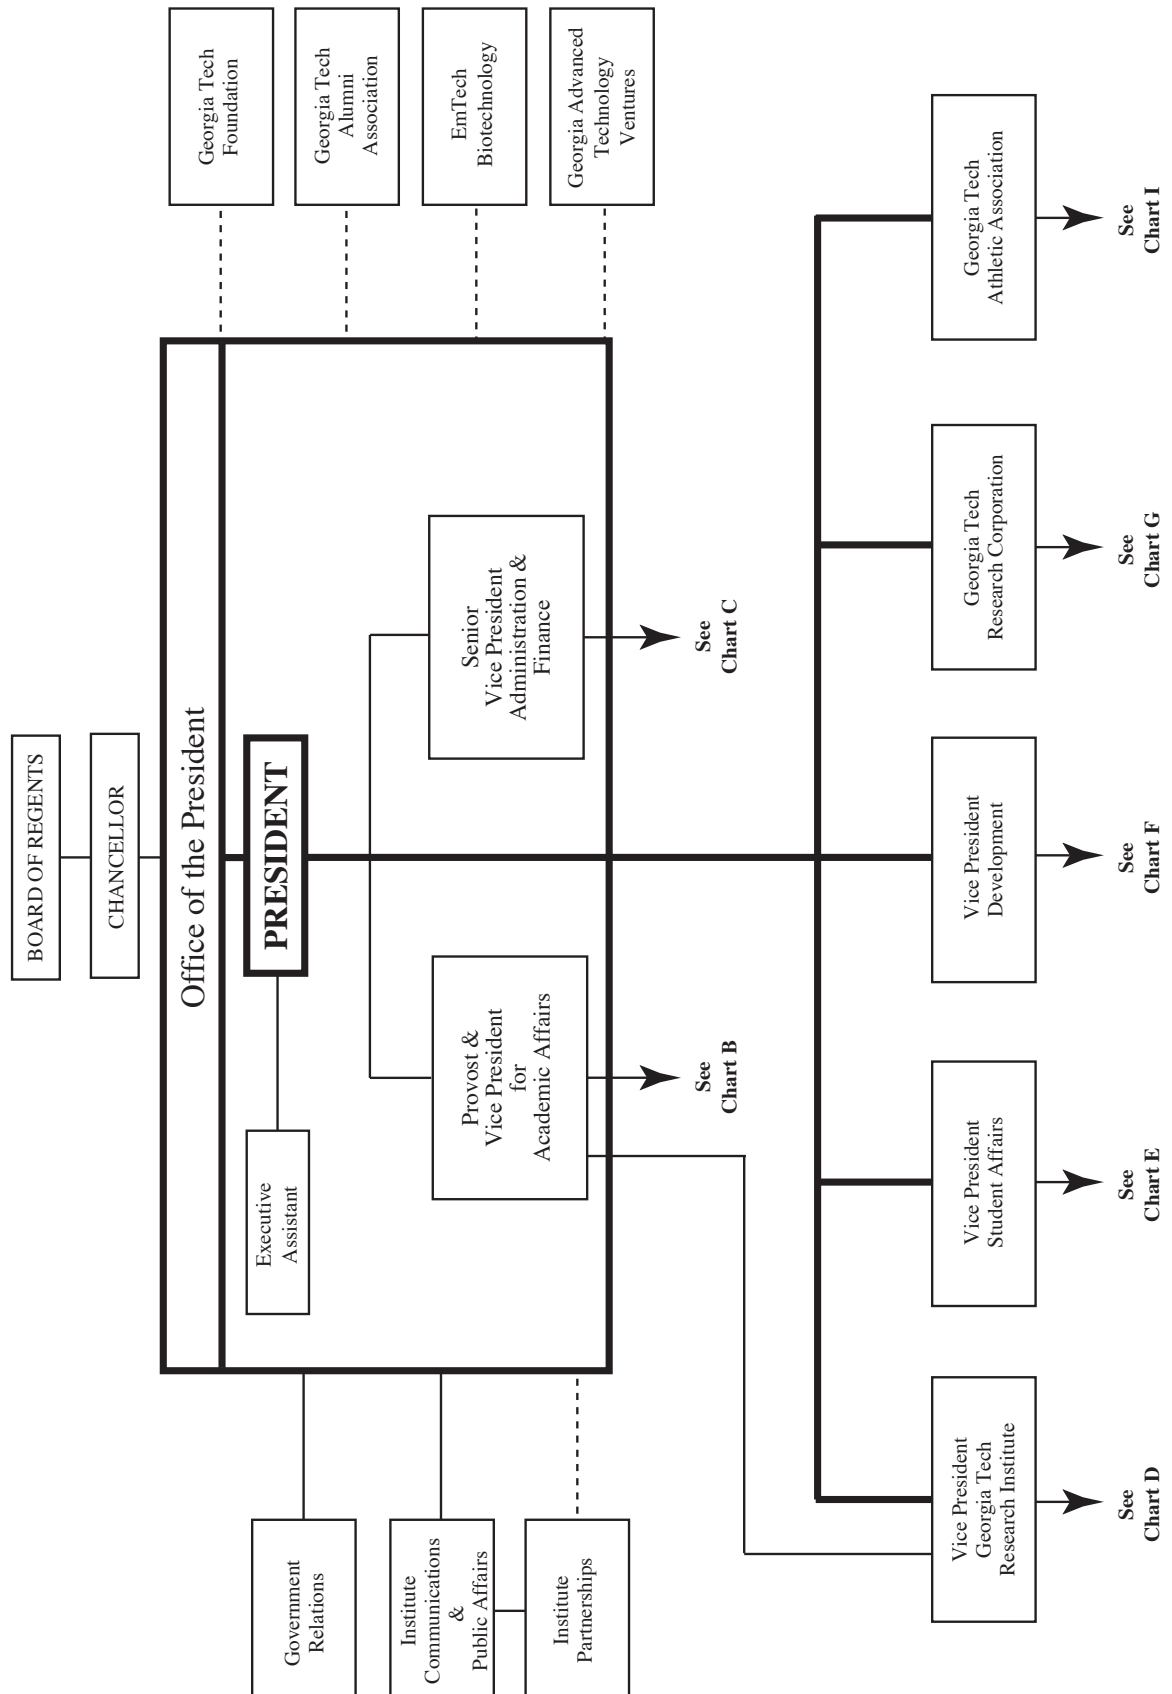 BOARD OF REGENTS
CHANCELLOR
Office of the President
PRESIDENT
Executive
Assistant
Provost &
Vice President
for
Academic Affairs
See
Chart B
Senior
Vice President
Administration &
Finance
See
Chart C
Government
Relations
Institute
Communications
&
Public Affairs
Institute
Partnerships
Georgia Tech
Foundation
Georgia Tech
Alumni
Association
EmTech
Biotechnology
Georgia Advanced
Technology
Ventures
Vice President
Georgia Tech
Research Institute
See
Chart D
Vice President
Student Affairs
See
Chart E
Vice President
Development
See
Chart F
Georgia Tech
Research Corporation
See
Chart G
Georgia Tech
Athletic Association
See
Chart I